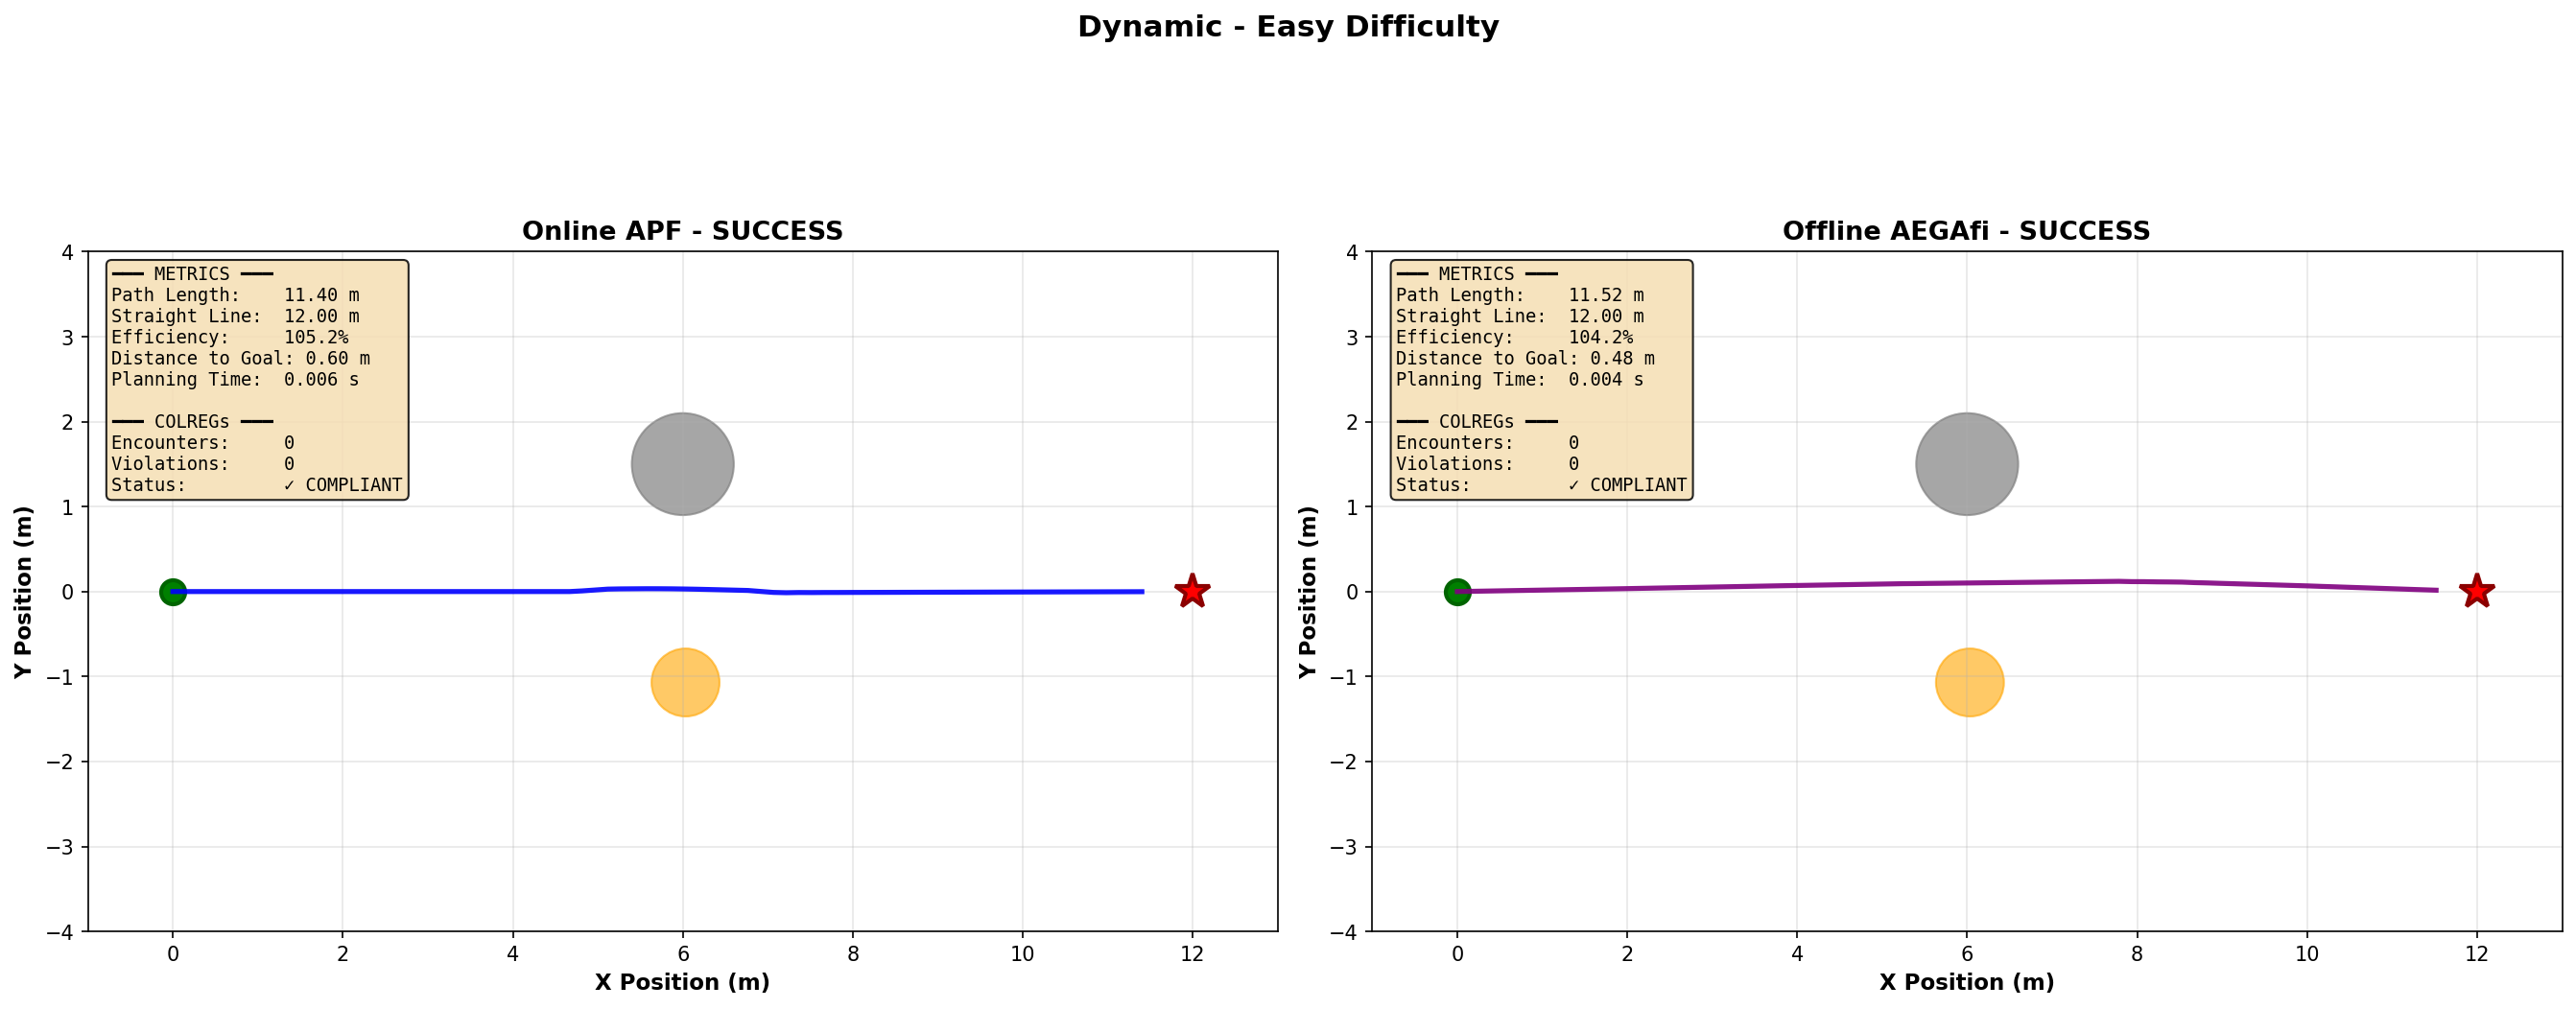 Dynamic - Easy Difficulty
Online APF - SUCCESS
━━━ METRICS ━━━
Path Length: 11.40 m
Straight Line: 12.00 m
Efficiency: 105.2%
Distance to Goal: 0.60 m
Planning Time: 0.006 s
━━━ COLREGs ━━━
Encounters: 0
Violations: 0
Status: ✓ COMPLIANT
4
3
2
1
0
−1
−2
−3
−4
Y Position (m)
0 2 4 6 8 10 12
X Position (m)
Offline AEGAfi - SUCCESS
━━━ METRICS ━━━
Path Length: 11.52 m
Straight Line: 12.00 m
Efficiency: 104.2%
Distance to Goal: 0.48 m
Planning Time: 0.004 s
━━━ COLREGs ━━━
Encounters: 0
Violations: 0
Status: ✓ COMPLIANT
4
3
2
1
0
−1
−2
−3
−4
Y Position (m)
0 2 4 6 8 10 12
X Position (m)